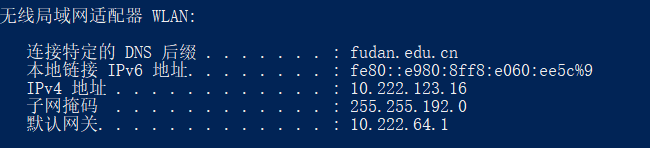 无线局域网适配器 WLAN:
连接特定的 DNS 后缀 . . . . . . . : fudan.edu.cn
本地链接 IPv6 地址. . . . . . . . : fe80::e980:8ff8:e060:ee5c%9
IPv4 地址 . . . . . . . . . . . . : 10.222.123.16
子网掩码  . . . . . . . . . . . . : 255.255.192.0
默认网关. . . . . . . . . . . . . : 10.222.64.1